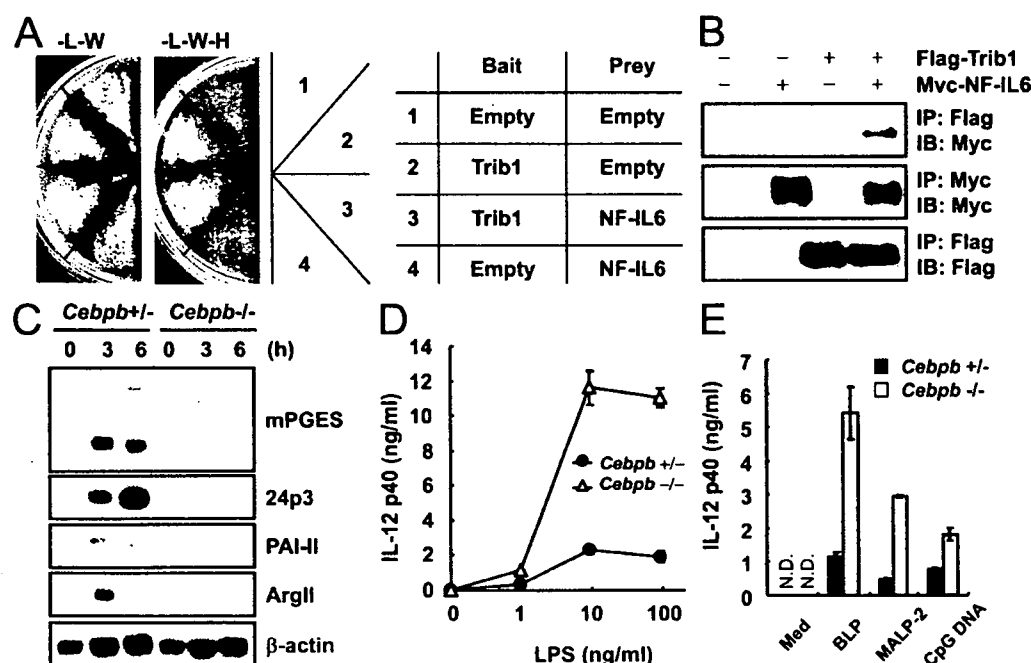 A
-L-W
-L-W-H
1
2
3
4
Bait Prey
1 Empty Empty
2 Trib1 Empty
3 Trib1 NF-IL6
4 Empty NF-IL6
B
− − + + Flag-Trib1
− + − + Myc-NF-IL6
IP: Flag
IB: Myc
IP: Myc
IB: Myc
IP: Flag
IB: Flag
C
Cebpb+/- Cebpb-/-
0 3 6 0 3 6 (h)
mPGES
24p3
PAI-II
ArgII
β-actin
D
IL-12 p40 (ng/ml)
14
12
10
8
6
4
2
0
Cebpb +/−
Cebpb −/−
0 1 10 100
LPS (ng/ml)
E
IL-12 p40 (ng/ml)
7
6
5
4
3
2
1
0
Cebpb +/-
Cebpb -/-
N.D.
N.D.
Med
BLP
MALP-2
CpG DNA